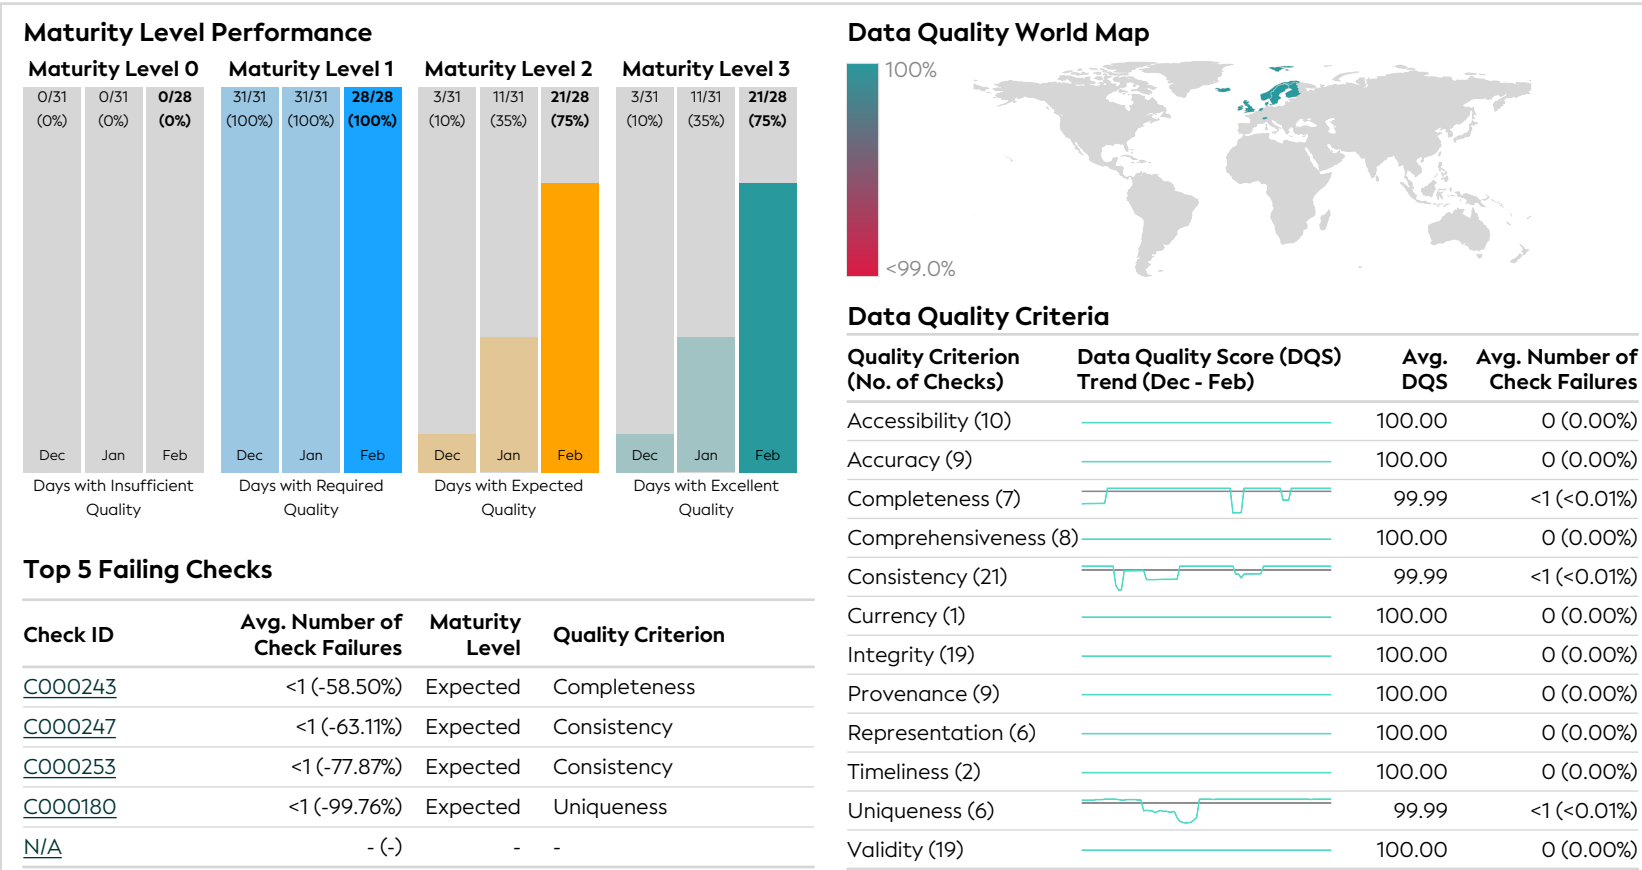 Maturity Level Performance
Maturity Level 0
0/31 0/31 0/28
(0%) (0%) (0%)
Dec Jan Feb
Days with Insufficient
Quality
Maturity Level 1
31/31 31/31 28/28
(100%) (100%) (100%)
Dec Jan Feb
Days with Required
Quality
Maturity Level 2
3/31 11/31 21/28
(10%) (35%) (75%)
Dec Jan Feb
Days with Expected
Quality
Maturity Level 3
3/31 11/31 21/28
(10%) (35%) (75%)
Dec Jan Feb
Days with Excellent
Quality
Top 5 Failing Checks
Check ID Avg. Number of Check Failures Maturity Level Quality Criterion
C000243 <1 (-58.50%) Expected Completeness
C000247 <1 (-63.11%) Expected Consistency
C000253 <1 (-77.87%) Expected Consistency
C000180 <1 (-99.76%) Expected Uniqueness
N/A - (-) - -
Data Quality World Map
100%
<99.0%
Data Quality Criteria
Quality Criterion (No. of Checks) Data Quality Score (DQS) Trend (Dec - Feb) Avg. DQS Avg. Number of Check Failures
Accessibility (10) 100.00 0 (0.00%)
Accuracy (9) 100.00 0 (0.00%)
Completeness (7) 99.99 <1 (<0.01%)
Comprehensiveness (8) 100.00 0 (0.00%)
Consistency (21) 99.99 <1 (<0.01%)
Currency (1) 100.00 0 (0.00%)
Integrity (19) 100.00 0 (0.00%)
Provenance (9) 100.00 0 (0.00%)
Representation (6) 100.00 0 (0.00%)
Timeliness (2) 100.00 0 (0.00%)
Uniqueness (6) 99.99 <1 (<0.01%)
Validity (19) 100.00 0 (0.00%)